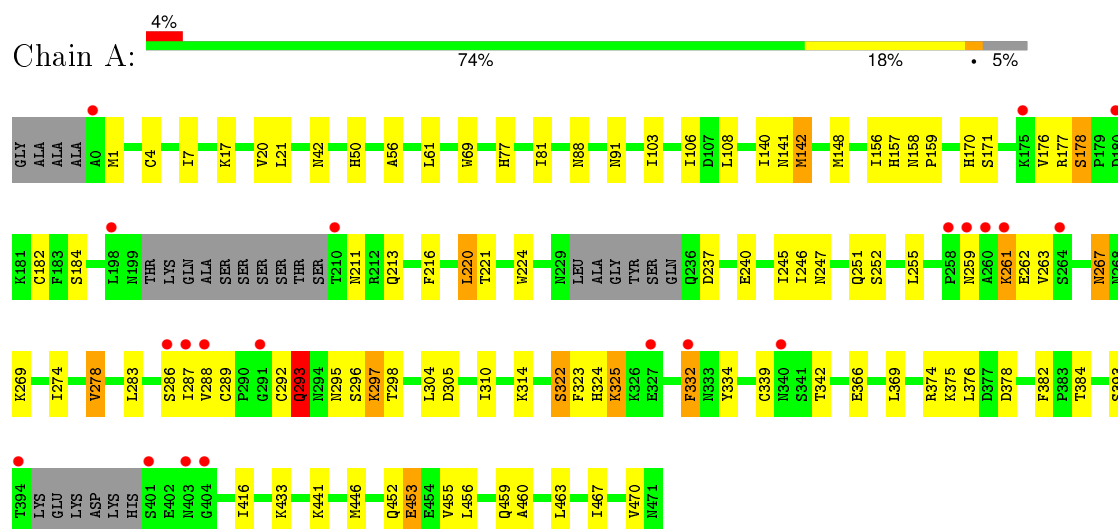 4%
Chain A:
74% 18% • 5%
GLY ALA ALA ALA A0 M1 C4 I7 K17 V20 L21 N42 H50 A56 L61 W69 H77 I81 N88 N91 I103 I106 D107 L108 I140 N141 M142 M148 I156 H157 N158 P159 H170 S171 K175 V176 R177 S178 P179 D180
K181 C182 F183 S184 L198 N199 THR LYS GLN ALA SER SER SER SER THR SER T210 N211 R212 Q213 F216 L220 T221 W224 N229 LEU ALA GLY TYR SER GLN Q236 D237 E240 I245 I246 N247 Q251 S252 L255 P258 N259 A260 K261 E262 V263 S264 N267 N268
K269 I274 V278 L283 S286 I287 V288 C289 P290 G291 C292 Q293 N294 N295 S296 K297 T298 L304 D305 I310 K314 S322 F323 H324 K325 K326 E327 F332 N333 Y334 C339 N340 S341 T342 E366 L369 R374 K375 L376 D377 D378 F382 P383 T384 S393
T394 LYS GLU LYS ASP LYS HIS S401 E402 N403 G404 I416 K433 K441 M446 Q452 E453 E454 V455 L456 Q459 A460 L463 I467 V470 N471